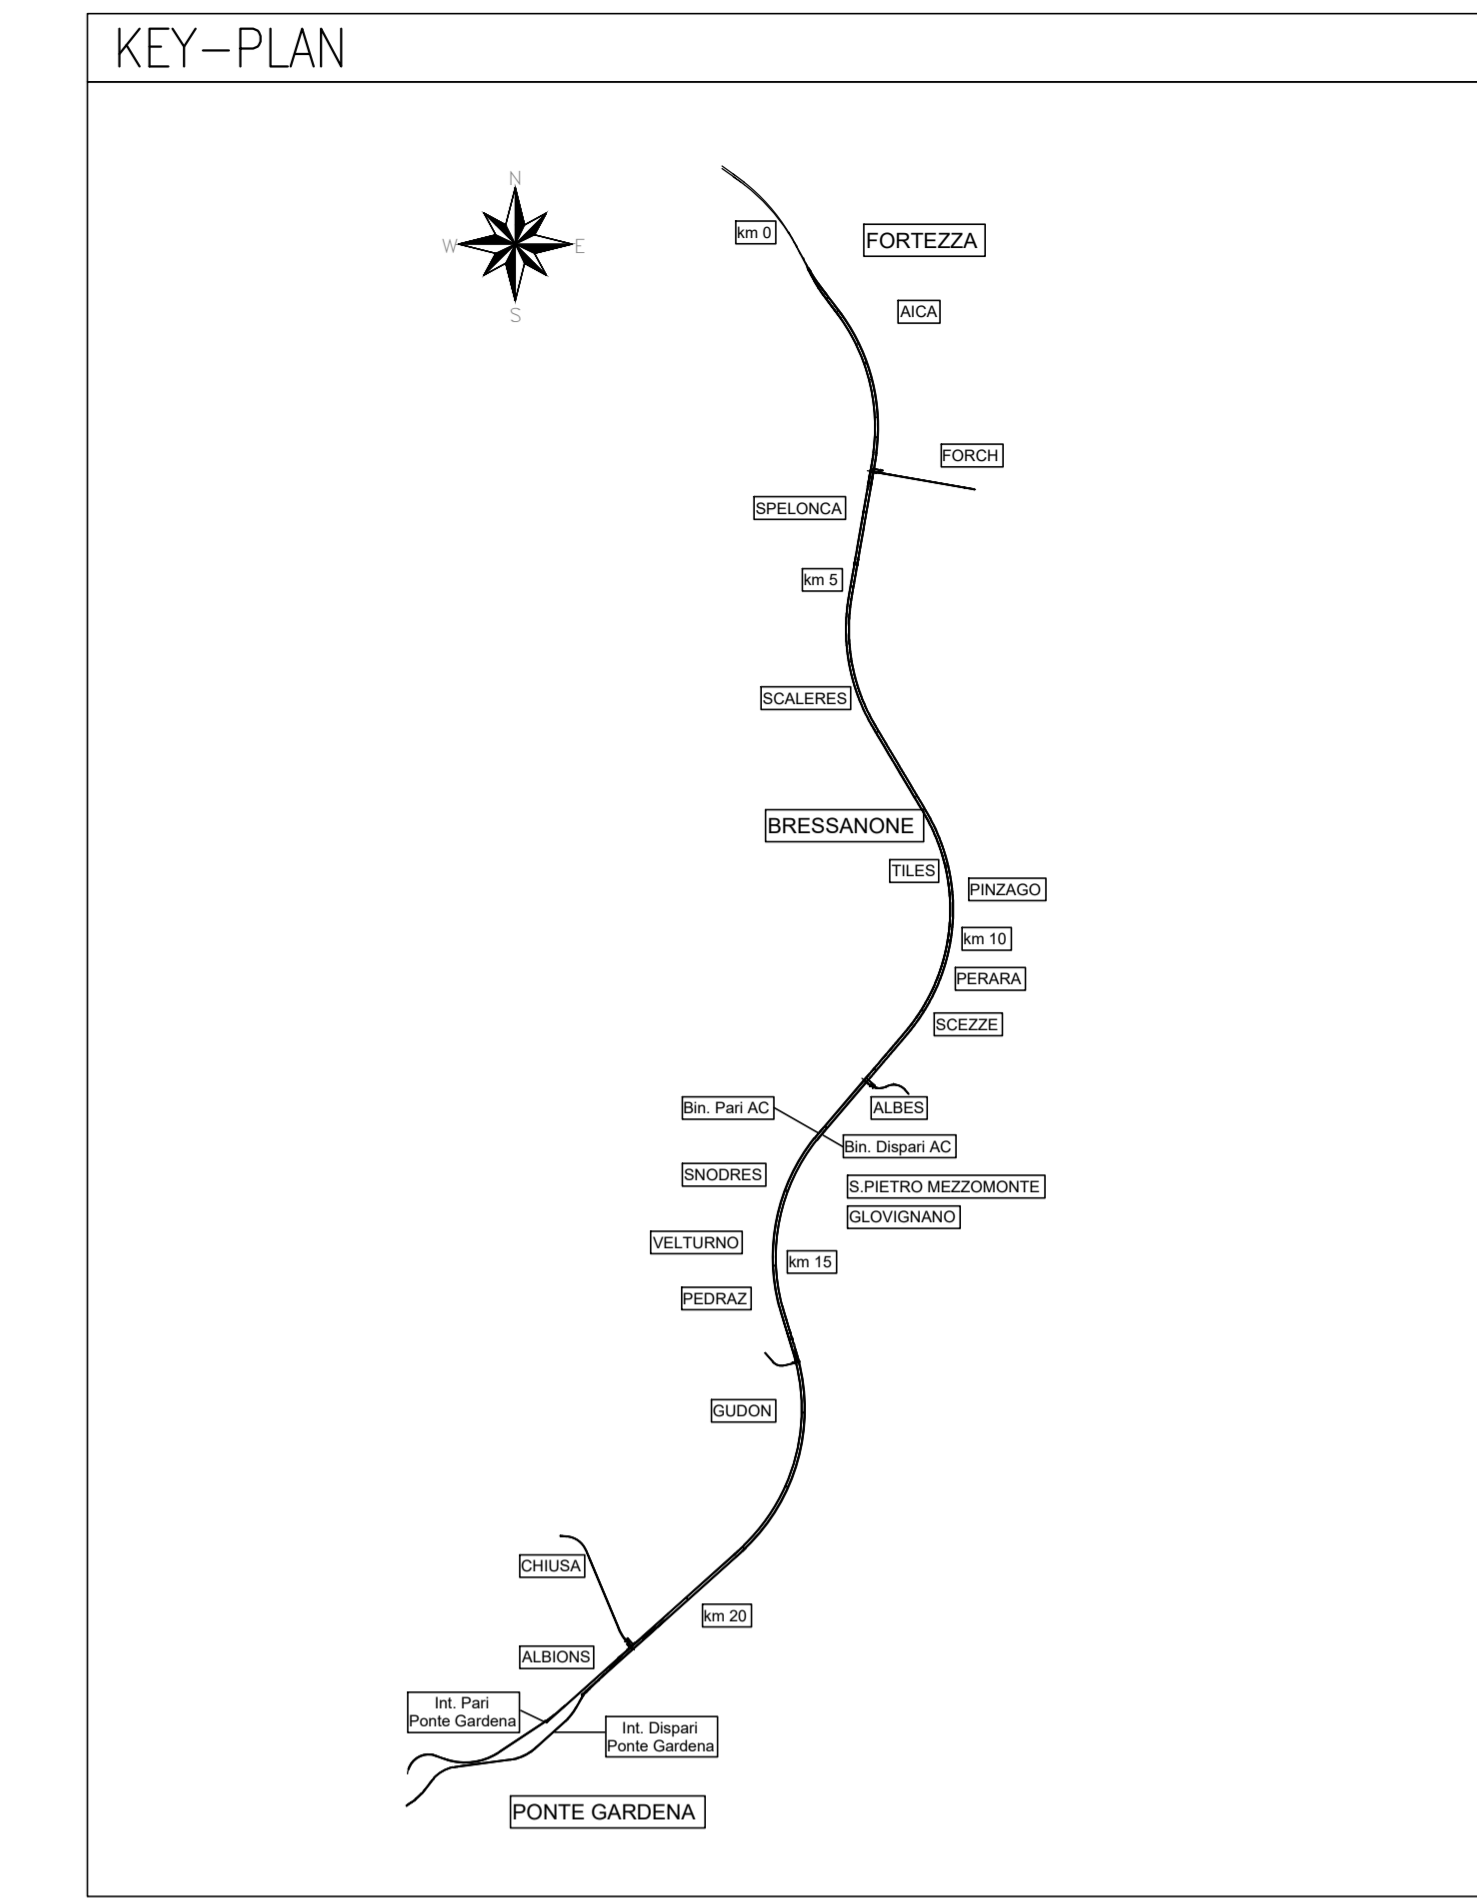 KEY-PLAN
N
W
E
S
km 0
FORTEZZA
AICA
FORCH
SPELONCA
km 5
SCALERES
BRESSANONE
TILES
PINZAGO
km 10
PERARA
SCEZZE
Bin. Pari AC
ALBES
Bin. Dispari AC
SNODRES
S.PIETRO MEZZOMONTE
GLOVIGNANO
VELTURNO
km 15
PEDRAZ
GUDON
CHIUSA
km 20
ALBIONS
Int. Pari
Ponte Gardena
Int. Dispari
Ponte Gardena
PONTE GARDENA